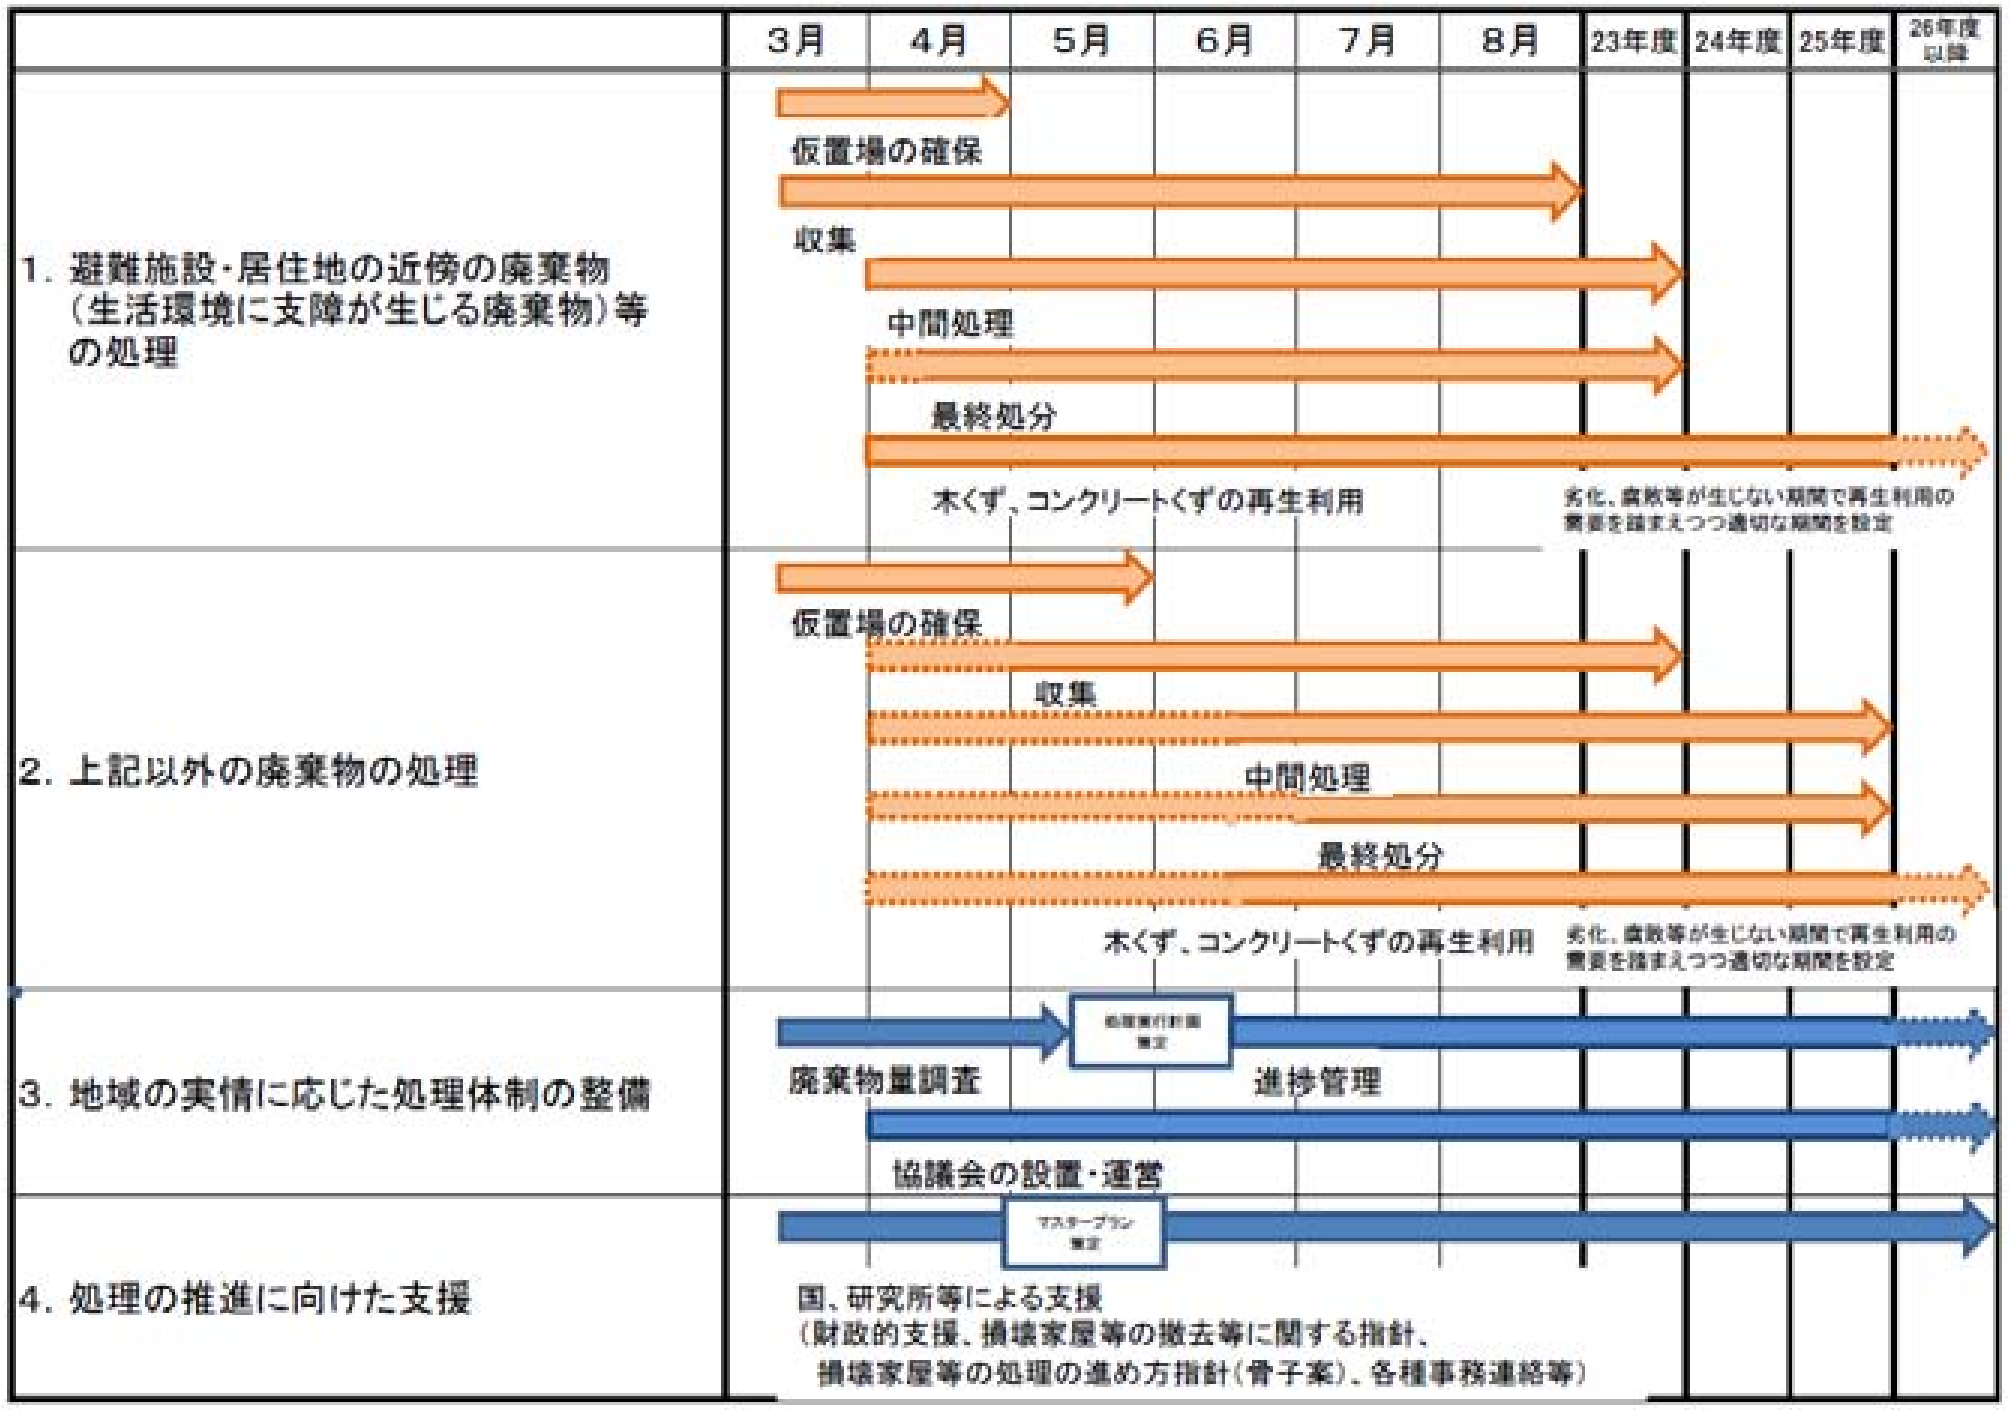 3月 4月 5月 6月 7月 8月 23年度 24年度 25年度 26年度
以降
仮置場の確保
収集
1. 避難施設・居住地の近傍の廃棄物
(生活環境に支障が生じる廃棄物)等
の処理
中間処理
最終処分
木くず、コンクリートくずの再生利用
劣化、腐敗等が生じない期間で再生利用の
需要を踏まえつつ適切な期間を設定
仮置場の確保
収集
2. 上記以外の廃棄物の処理
中間処理
最終処分
木くず、コンクリートくずの再生利用
劣化、腐敗等が生じない期間で再生利用の
需要を踏まえつつ適切な期間を設定
3. 地域の実情に応じた処理体制の整備
処理実行計画
策定
廃棄物量調査
進捗管理
協議会の設置・運営
4. 処理の推進に向けた支援
マスタープラン
策定
国、研究所等による支援
(財政的支援、損壊家屋等の撤去等に関する指針、
損壊家屋等の処理の進め方指針(骨子案)、各種事務連絡等)